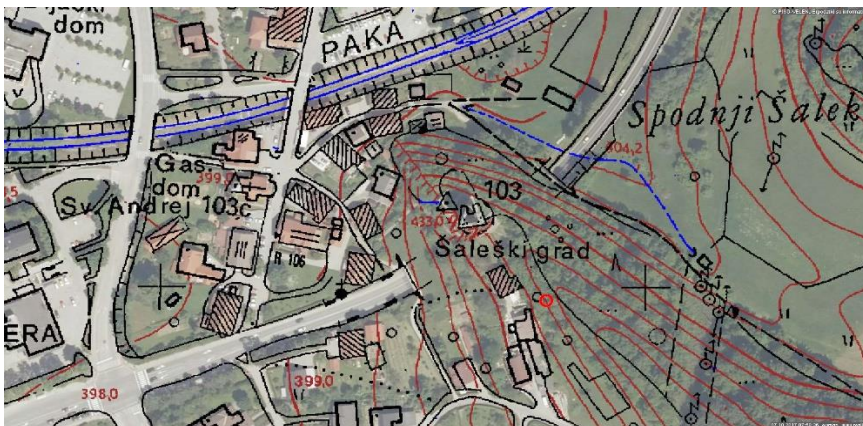 dom
PAKA
Spodnji Šalek
404,2
Gas.
dom
399,0
Sv. Andrej 103c
103
433,0
Šaleški grad
R 106
ERA
398,0
399,0